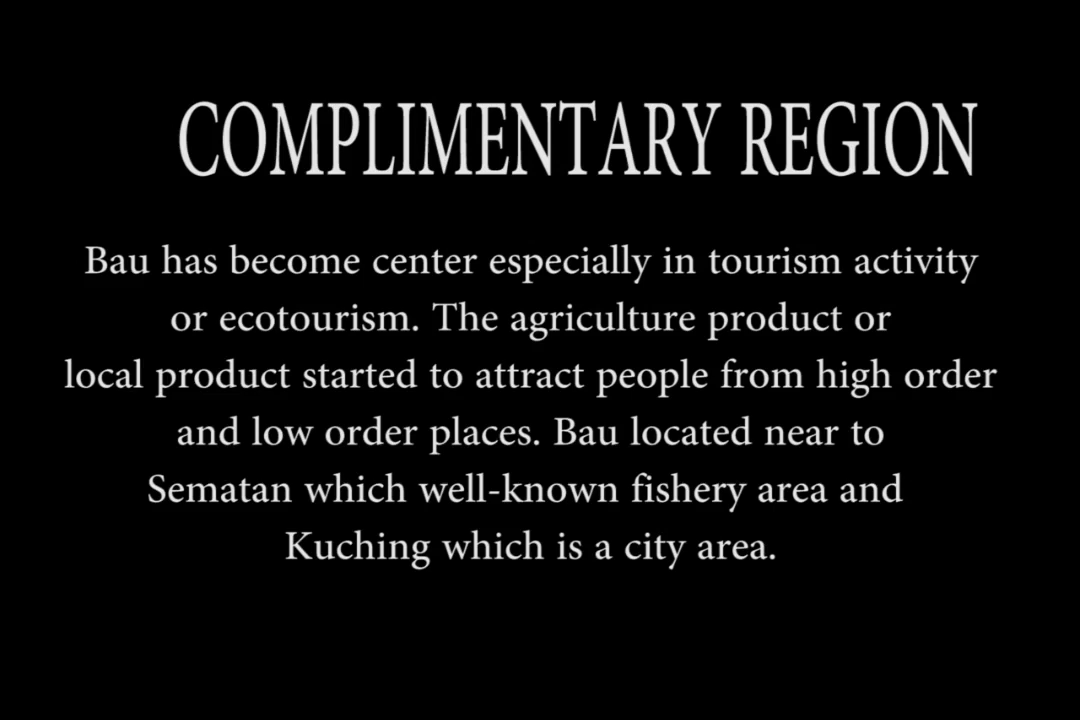 COMPLIMENTARY REGION
Bau has become center especially in tourism activity
or ecotourism. The agriculture product or
local product started to attract people from high order
and low order places. Bau located near to
Sematan which well-known fishery area and
Kuching which is a city area.